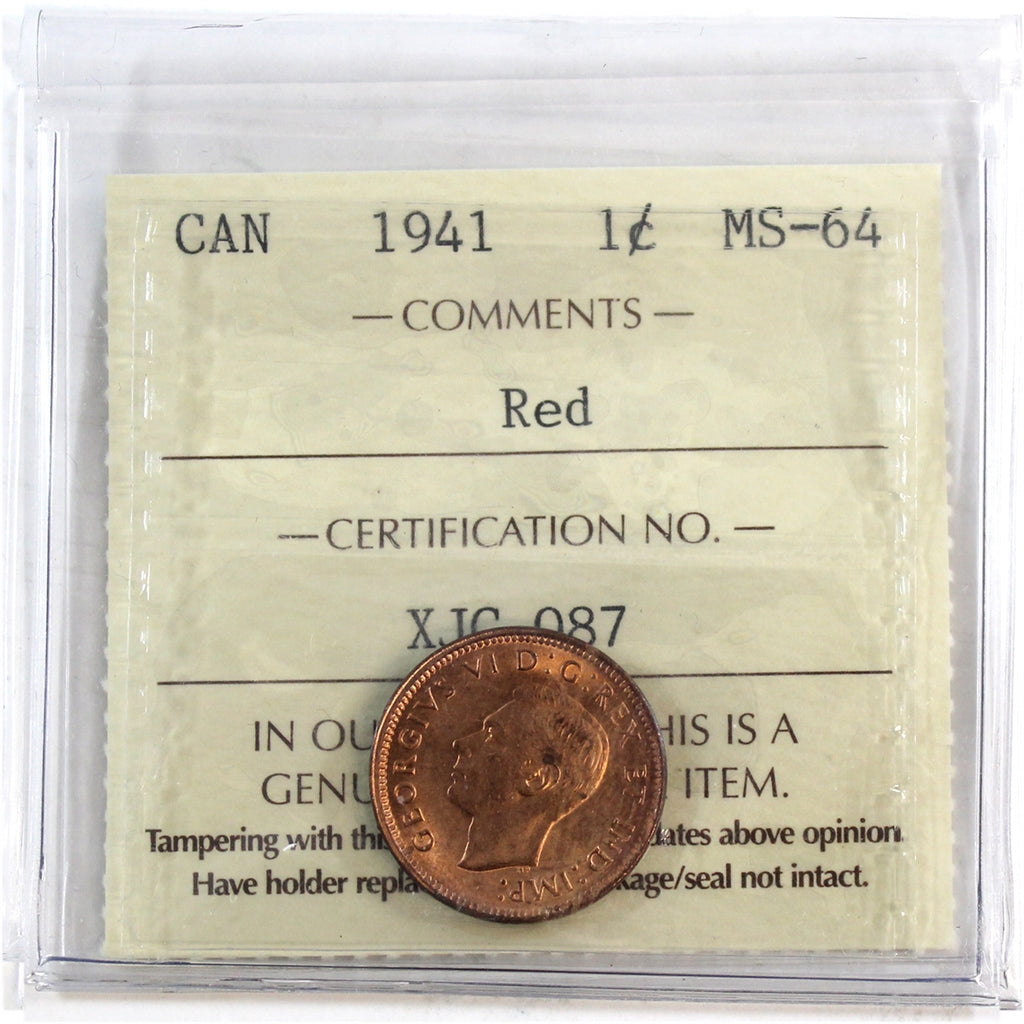 CAN 1941 1¢ MS-64
— COMMENTS —
Red
— CERTIFICATION NO. —
XJC 087
IN OU HIS IS A
GENU ITEM.
Tampering with this dates above opinion.
Have holder repla kage/seal not intact.
GEORGIVS VI D:G:REX ET IND:IMP: